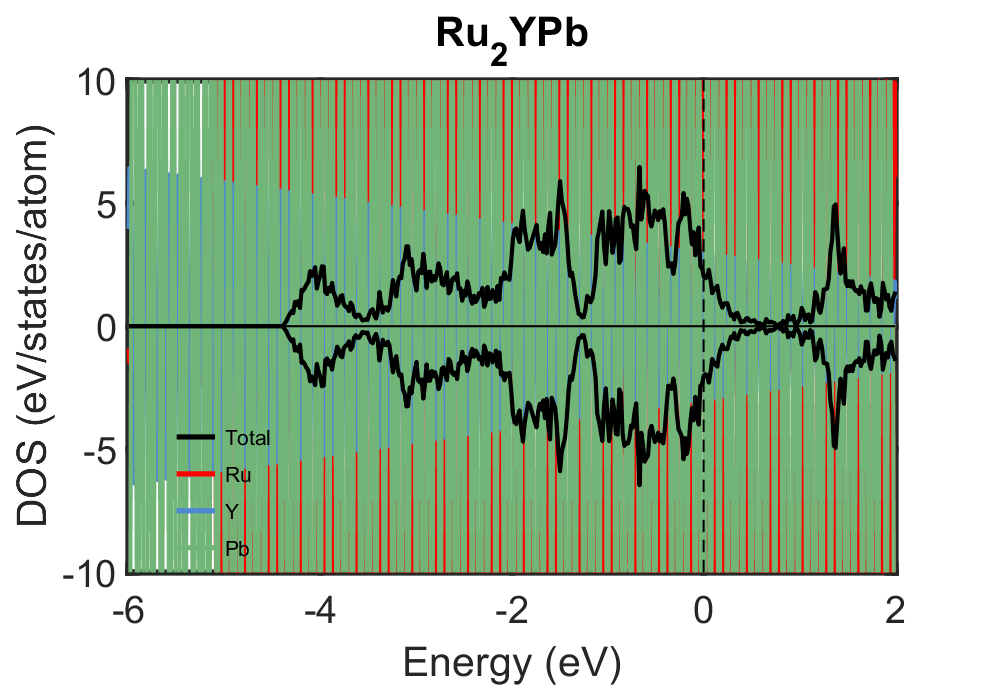 Ru₂YPb
DOS (eV/states/atom)
10
5
0
-5
-10
Total
Ru
Y
Pb
-6 -4 -2 0 2
Energy (eV)